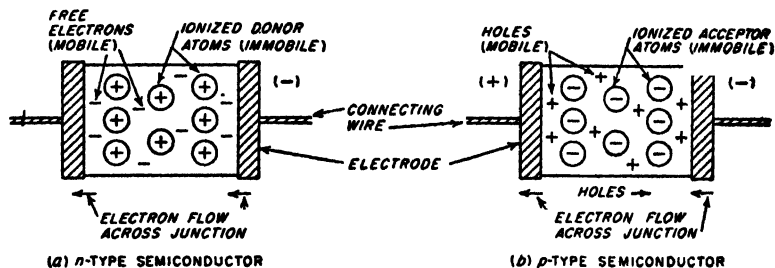 FREE
ELECTRONS
(MOBILE)
IONIZED DONOR
ATOMS (IMMOBILE)
(-)
CONNECTING
WIRE
ELECTRODE
ELECTRON FLOW
ACROSS JUNCTION
(a) n-TYPE SEMICONDUCTOR
HOLES
(MOBILE)
IONIZED ACCEPTOR
ATOMS (IMMOBILE)
(+)
(-)
HOLES
ELECTRON FLOW
ACROSS JUNCTION
(b) p-TYPE SEMICONDUCTOR